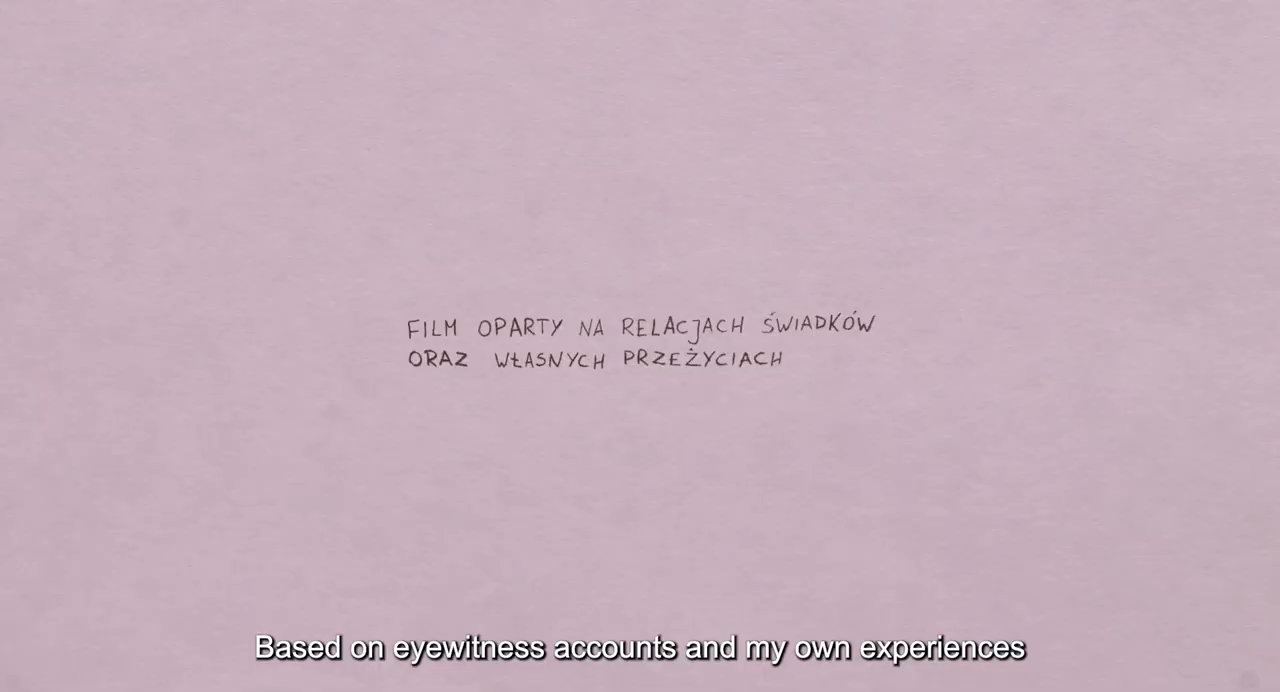 FILM OPARTY NA RELACJACH ŚWIADKÓW
ORAZ WŁASNYCH PRZEŻYCIACH
Based on eyewitness accounts and my own experiences